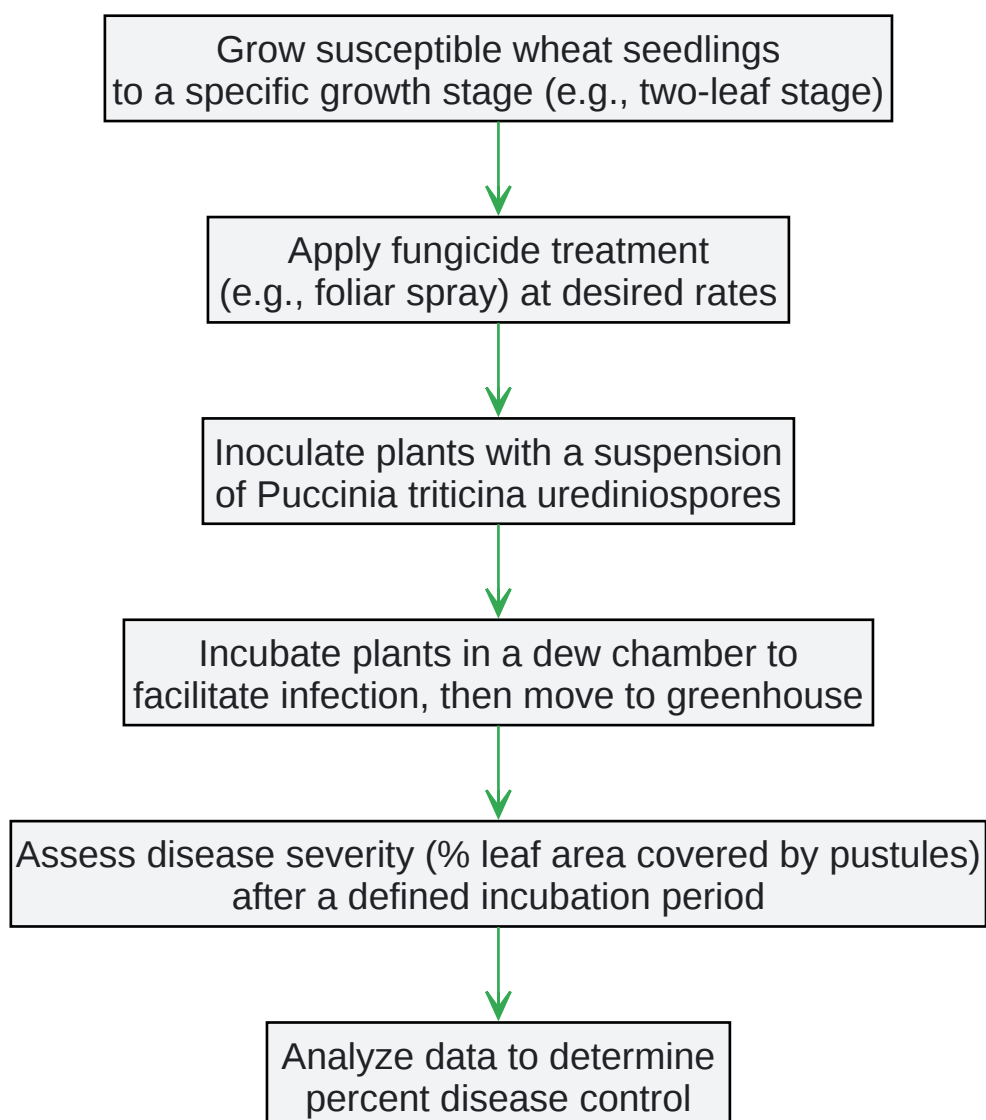 Grow susceptible wheat seedlings
to a specific growth stage (e.g., two-leaf stage)
Apply fungicide treatment
(e.g., foliar spray) at desired rates
Inoculate plants with a suspension
of Puccinia triticina urediniospores
Incubate plants in a dew chamber to
facilitate infection, then move to greenhouse
Assess disease severity (% leaf area covered by pustules)
after a defined incubation period
Analyze data to determine
percent disease control